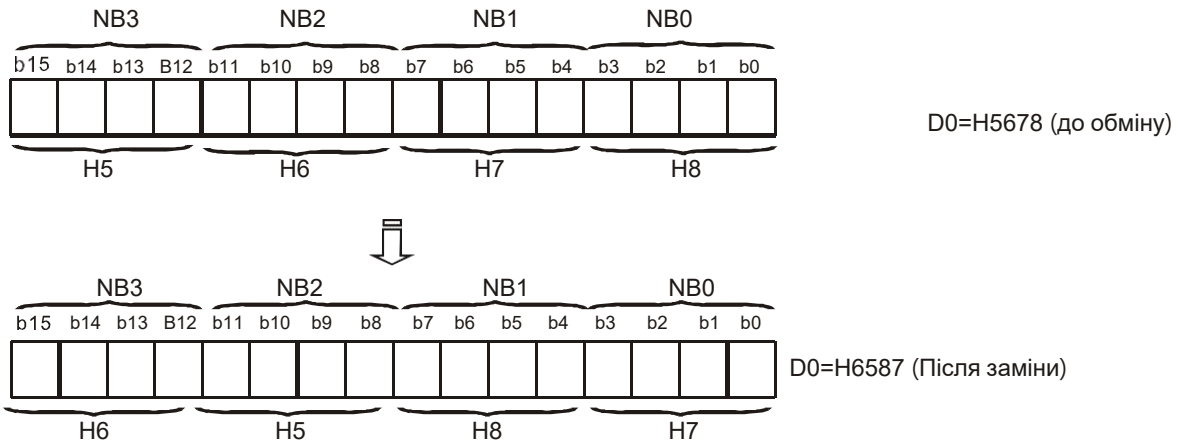 NB3 NB2 NB1 NB0
b15 b14 b13 B12 b11 b10 b9 b8 b7 b6 b5 b4 b3 b2 b1 b0
D0=H5678 (до обміну)
H5 H6 H7 H8
NB3 NB2 NB1 NB0
b15 b14 b13 B12 b11 b10 b9 b8 b7 b6 b5 b4 b3 b2 b1 b0
D0=H6587 (Після заміни)
H6 H5 H8 H7